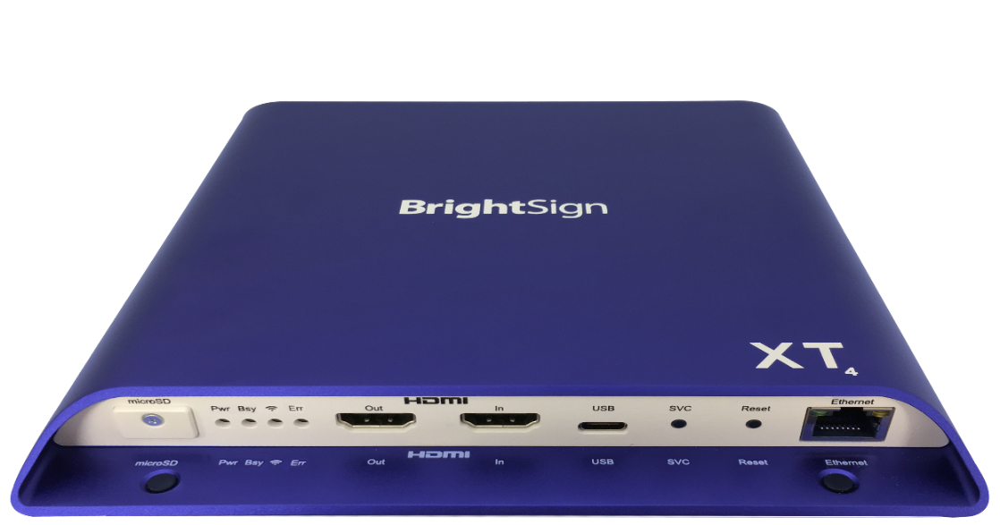 BrightSign
XT4
HDMI
microSD Pwr Bsy Err Out In USB SVC Reset Ethernet
HDMI
microSD Pwr Bsy Err Out In USB SVC Reset Ethernet